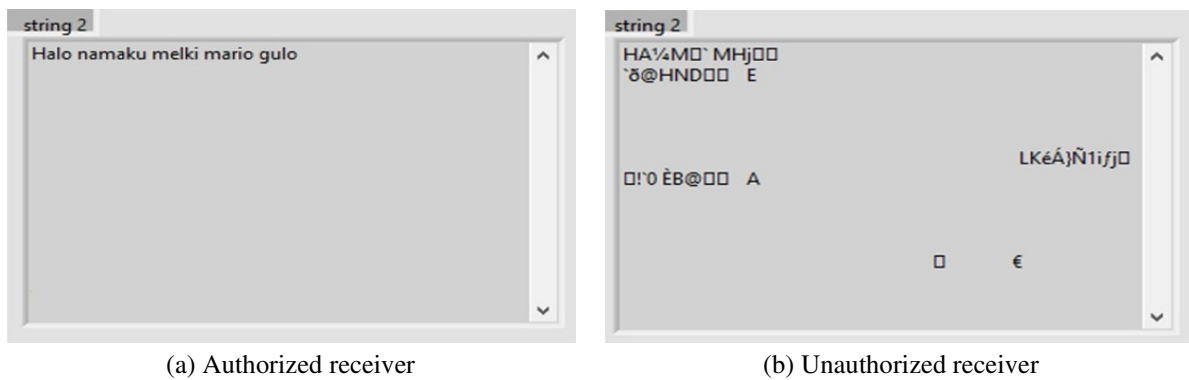 string 2
Halo namaku melki mario gulo
(a) Authorized receiver
string 2
HA¼M□` MHj□□
`ð@HND□□ E
LKéÁ}Ñ1iƒj□
□!`0 ÈB@□□ A
□ €
(b) Unauthorized receiver